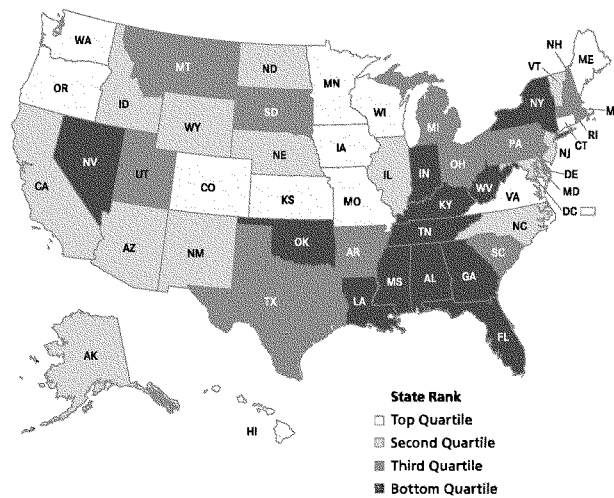 WA
ME
NH
VT
MT
ND
MN
OR
ID
WI
NY
M
SD
MI
WY
RI
CT
PA
IA
NJ
NE
OH
NV
IL
IN
DE
UT
WV
MD
CA
CO
VA
KS
MO
KY
DC
NC
TN
OK
AZ
NM
AR
SC
MS
AL
GA
TX
LA
FL
AK
HI
State Rank
Top Quartile
Second Quartile
Third Quartile
Bottom Quartile